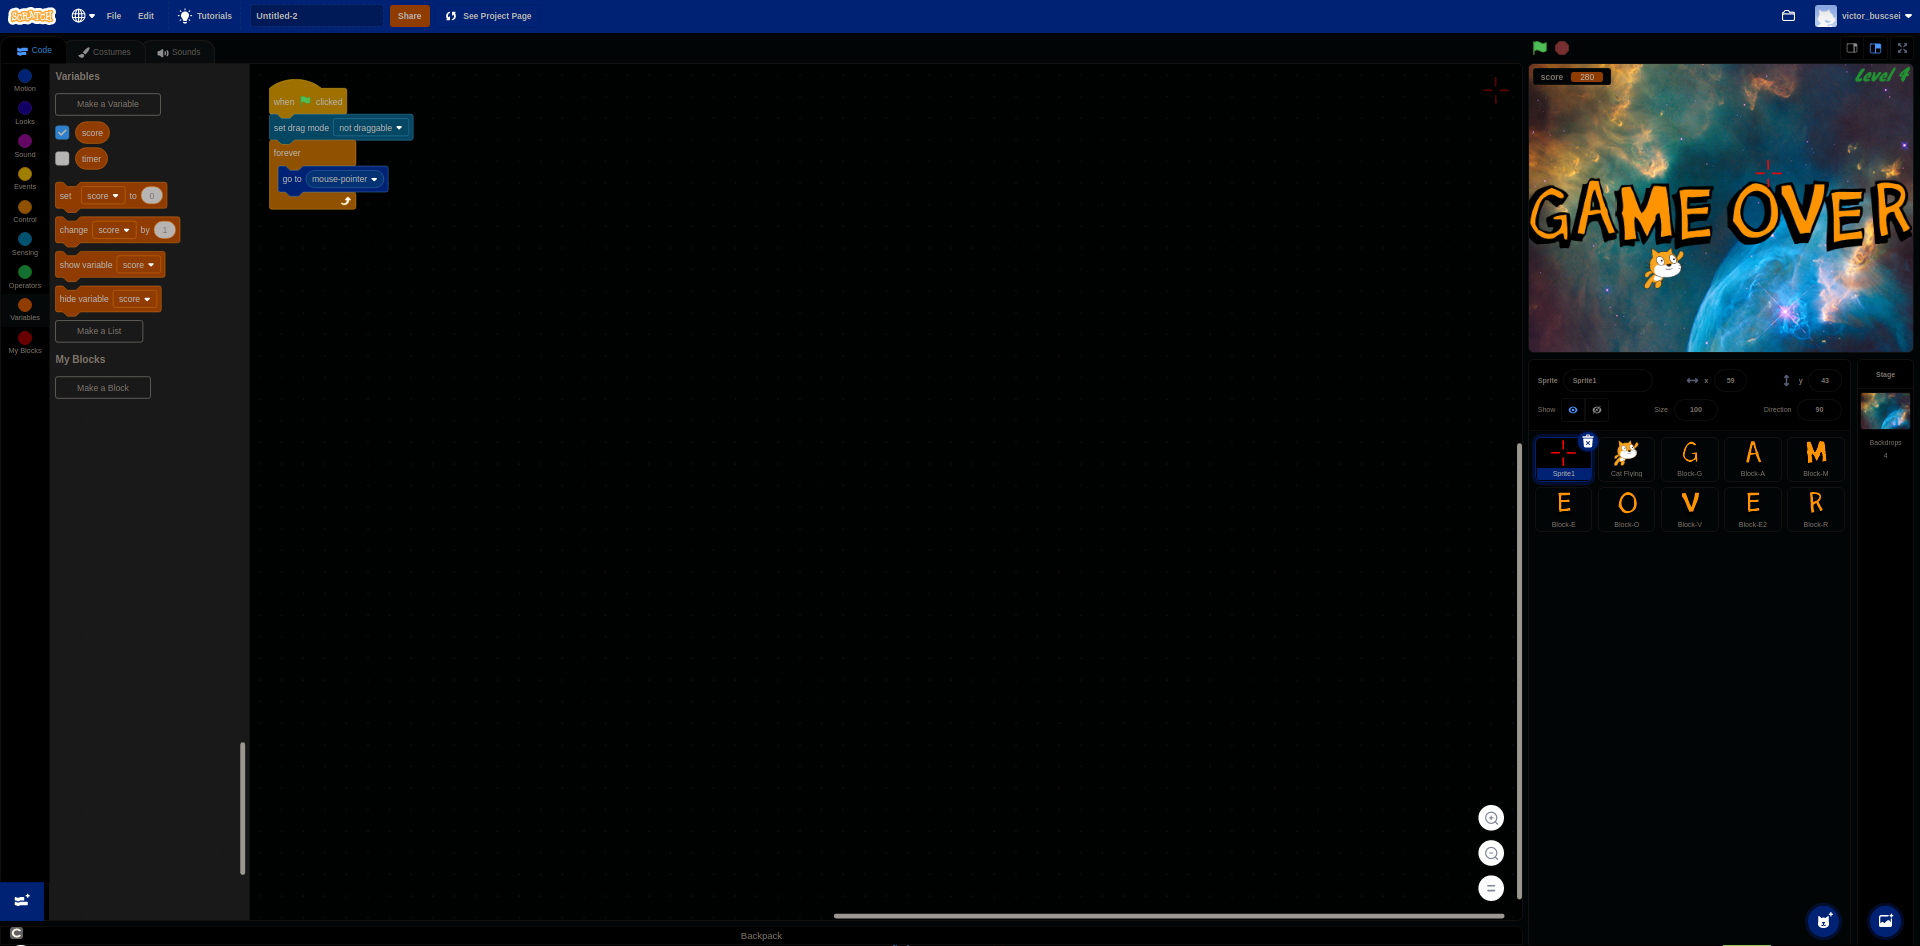 SCRATCH File Edit Tutorials Untitled-2 Share See Project Page victor_buscsei
Code Costumes Sounds
Motion
Looks
Sound
Events
Control
Sensing
Operators
Variables
My Blocks
Variables
Make a Variable
score
timer
set score to 0
change score by 1
show variable score
hide variable score
Make a List
My Blocks
Make a Block
when clicked
set drag mode not draggable
forever
go to mouse-pointer
Backpack
score 280
Level 4
GAME OVER
Sprite Sprite1 x 59 y 43
Show Size 100 Direction 90
Sprite1 Cat Flying Block-G Block-A Block-M
Block-E Block-O Block-V Block-E2 Block-R
Stage
Backdrops
4